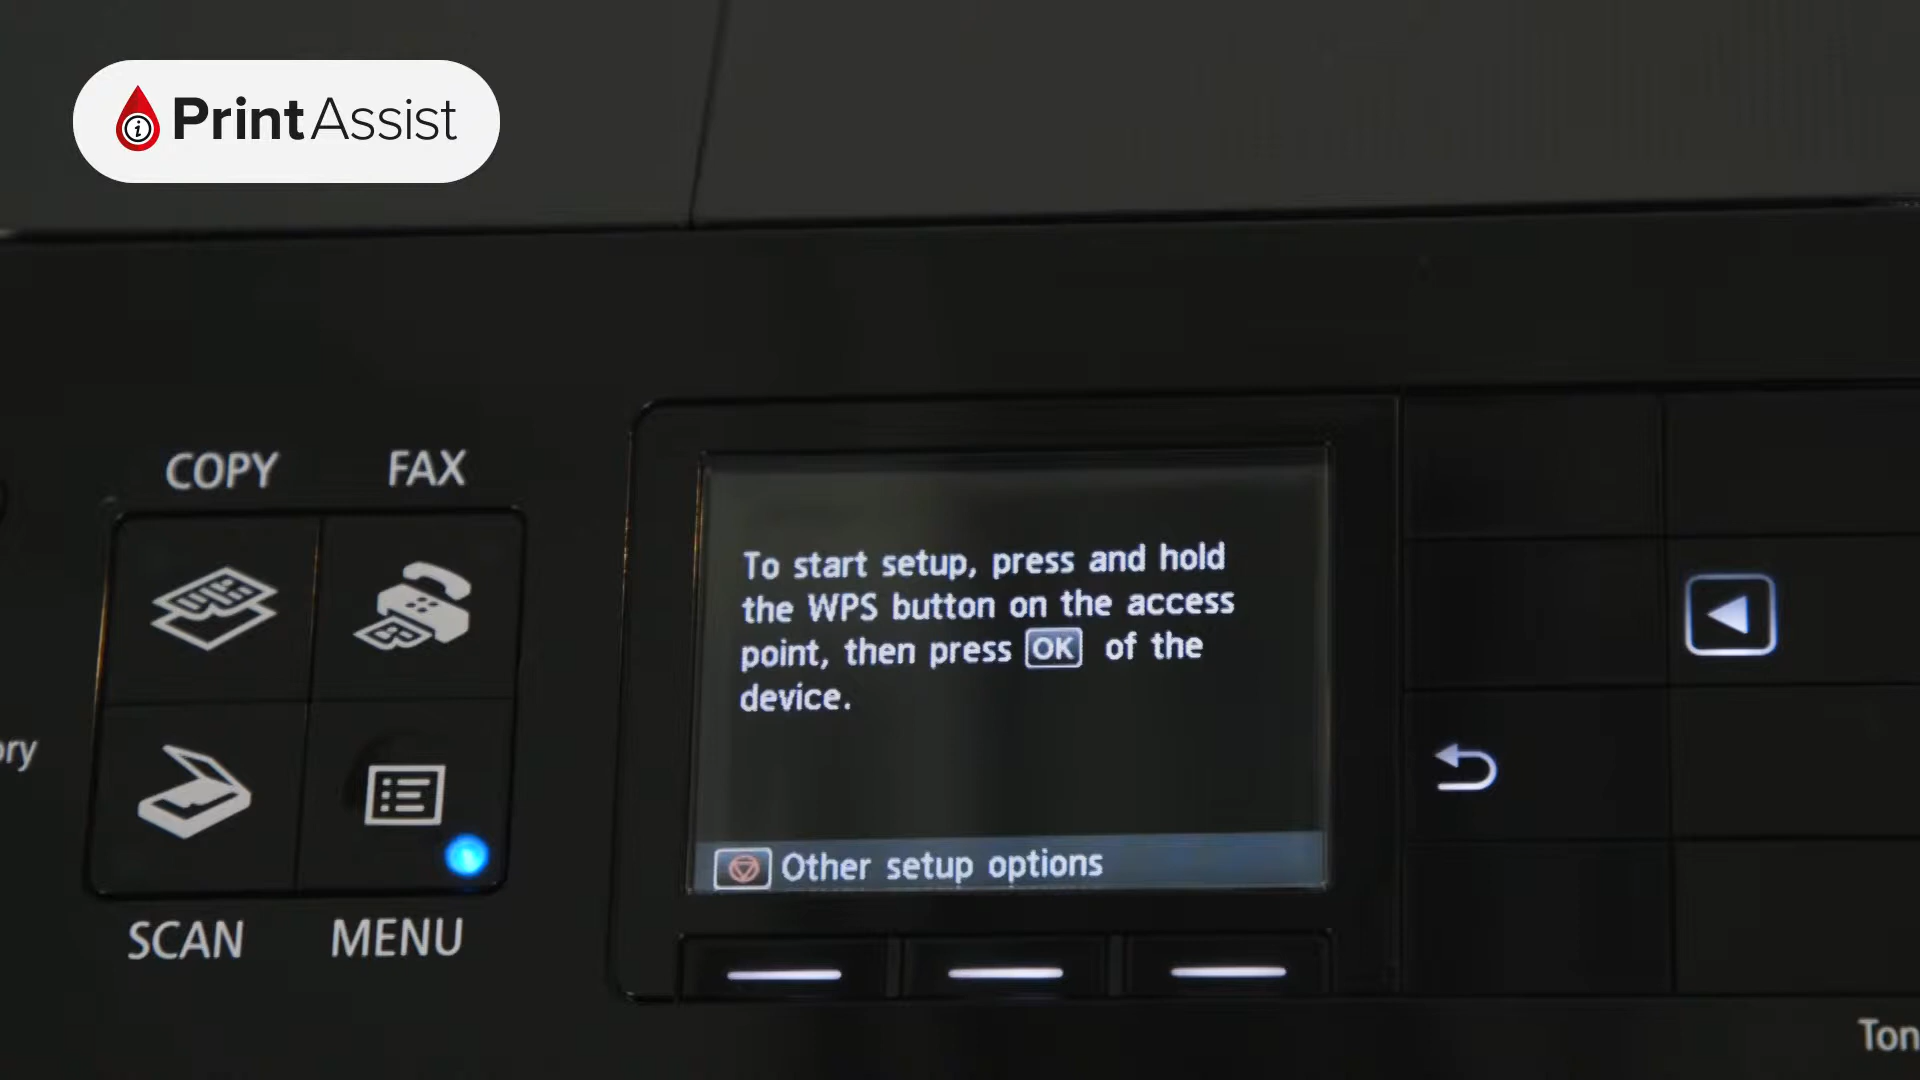 PrintAssist
COPY FAX
To start setup, press and hold
the WPS button on the access
point, then press OK of the
device.
Other setup options
SCAN MENU